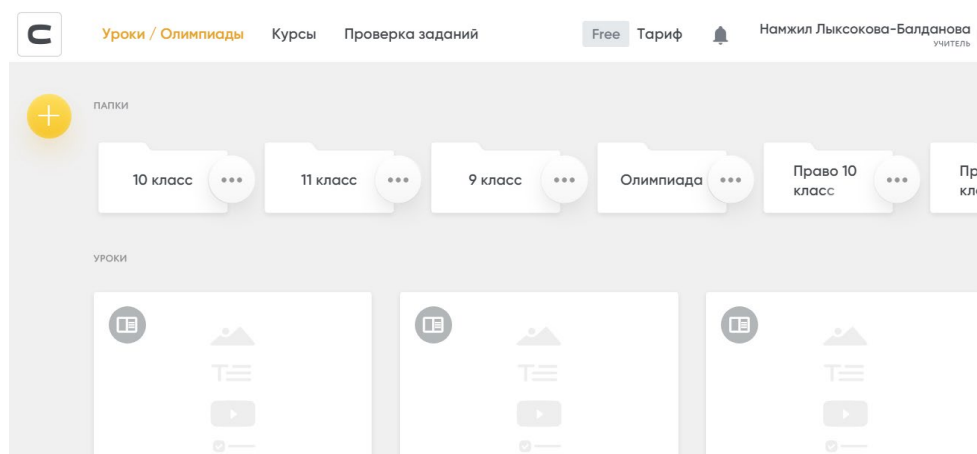 Уроки / Олимпиады Курсы Проверка заданий Free Тариф Намжил Лыксокова-Балданова
УЧИТЕЛЬ
ПАПКИ
10 класс 11 класс 9 класс Олимпиада Право 10
класс
УРОКИ